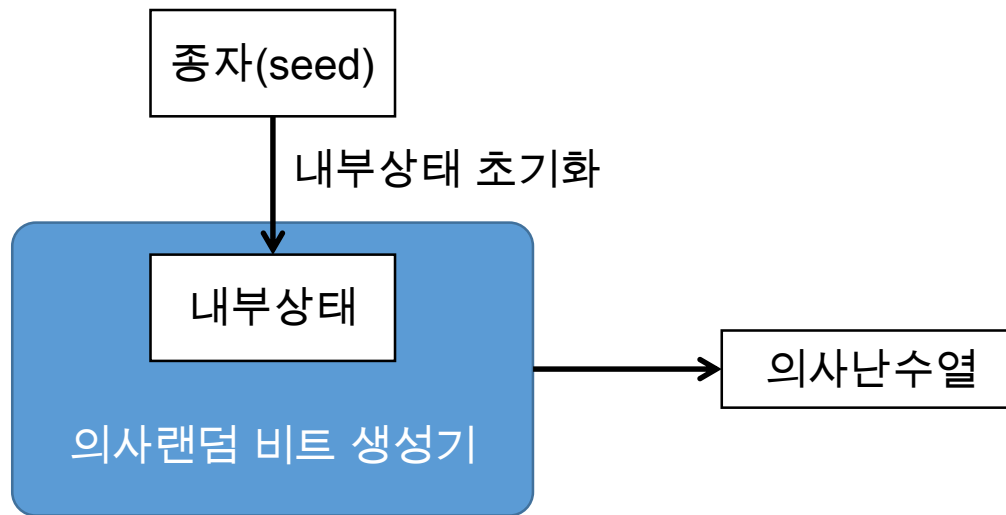 종자(seed)
내부상태 초기화
내부상태
의사난수열
의사랜덤 비트 생성기